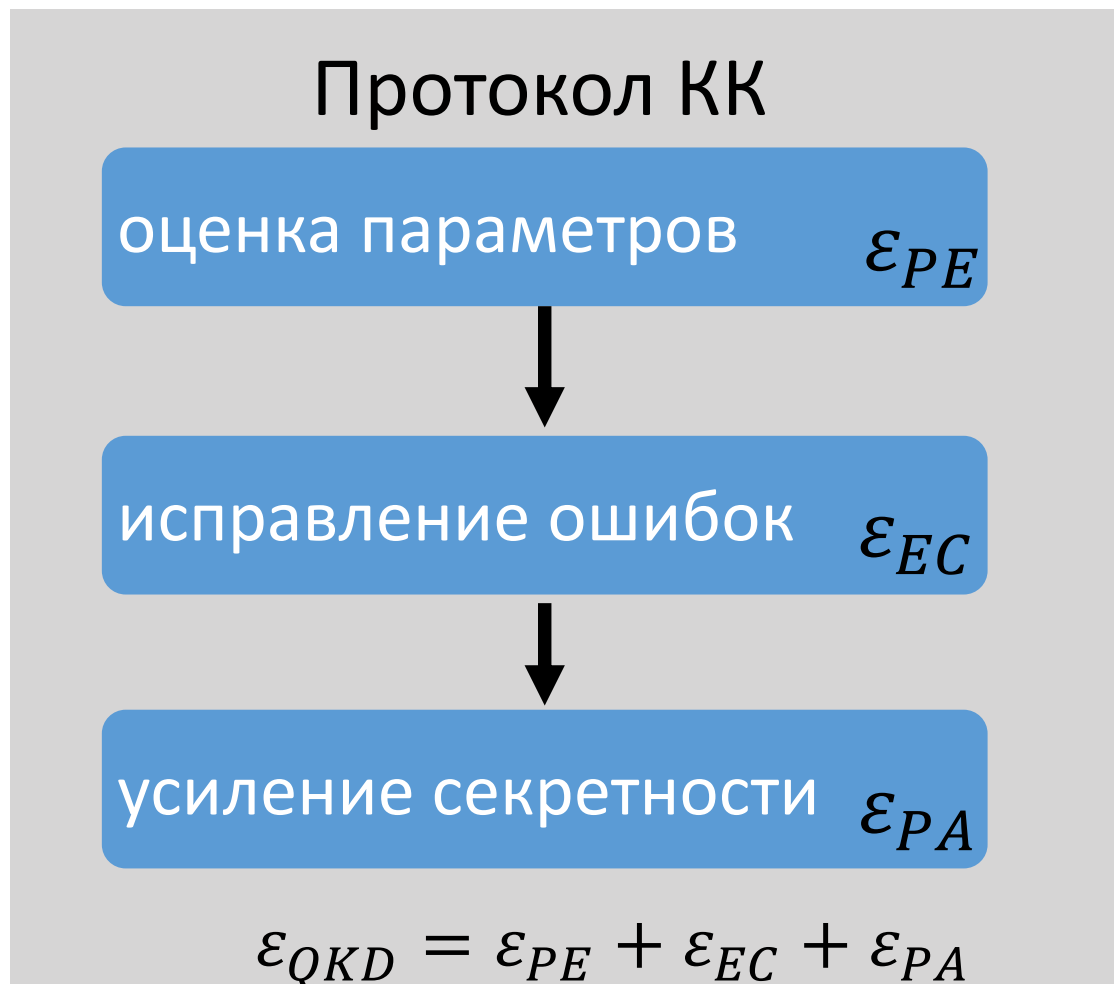 Протокол КК
оценка параметров
ε_{PE}
исправление ошибок
ε_{EC}
усиление секретности
ε_{PA}
ε_{QKD} = ε_{PE} + ε_{EC} + ε_{PA}